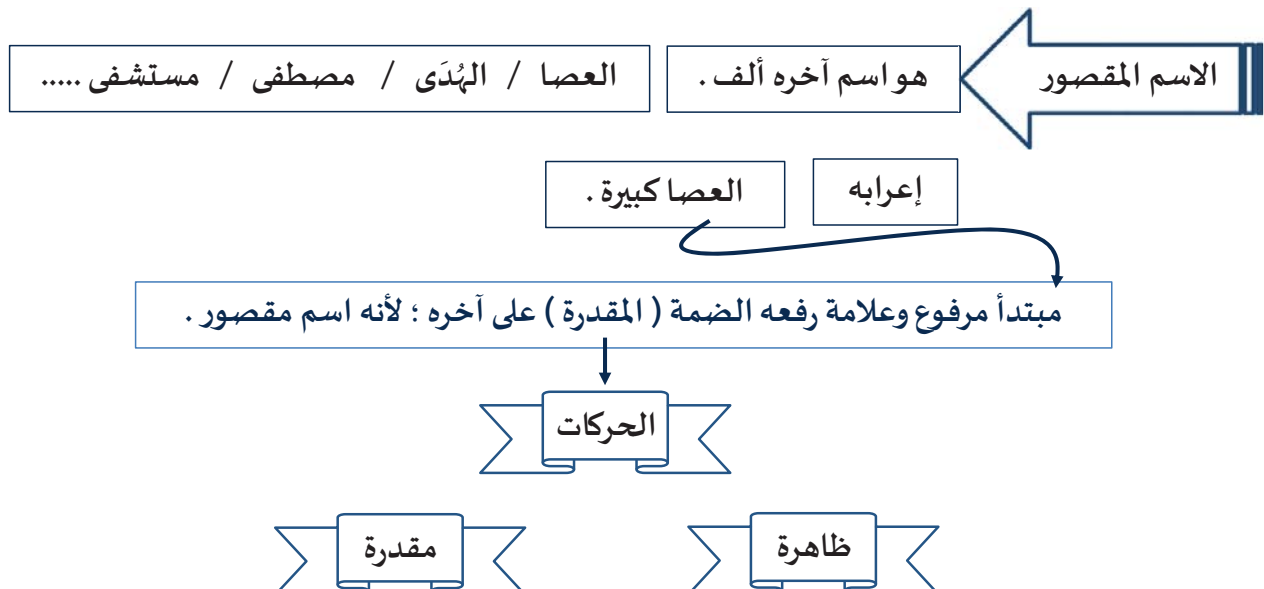 الاسم المقصور هو اسم آخره ألف . العصا / الهُدَى / مصطفى / مستشفى .....
إعرابه العصا كبيرة .
مبتدأ مرفوع وعلامة رفعه الضمة ( المقدرة ) على آخره ؛ لأنه اسم مقصور .
الحركات
ظاهرة مقدرة